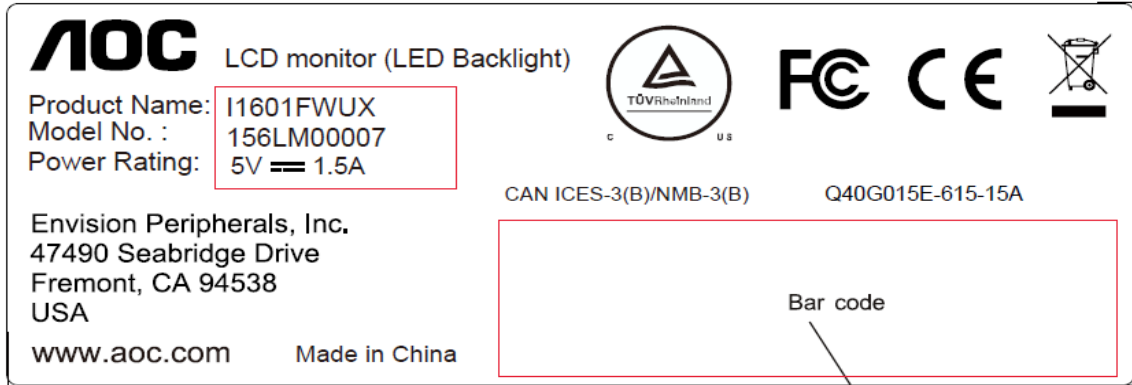 AOC LCD monitor (LED Backlight)
Product Name: I1601FWUX
Model No. : 156LM00007
Power Rating: 5V 1.5A
TÜVRheinland
C US
FC CE
CAN ICES-3(B)/NMB-3(B) Q40G015E-615-15A
Envision Peripherals, Inc.
47490 Seabridge Drive
Fremont, CA 94538
USA
www.aoc.com Made in China
Bar code